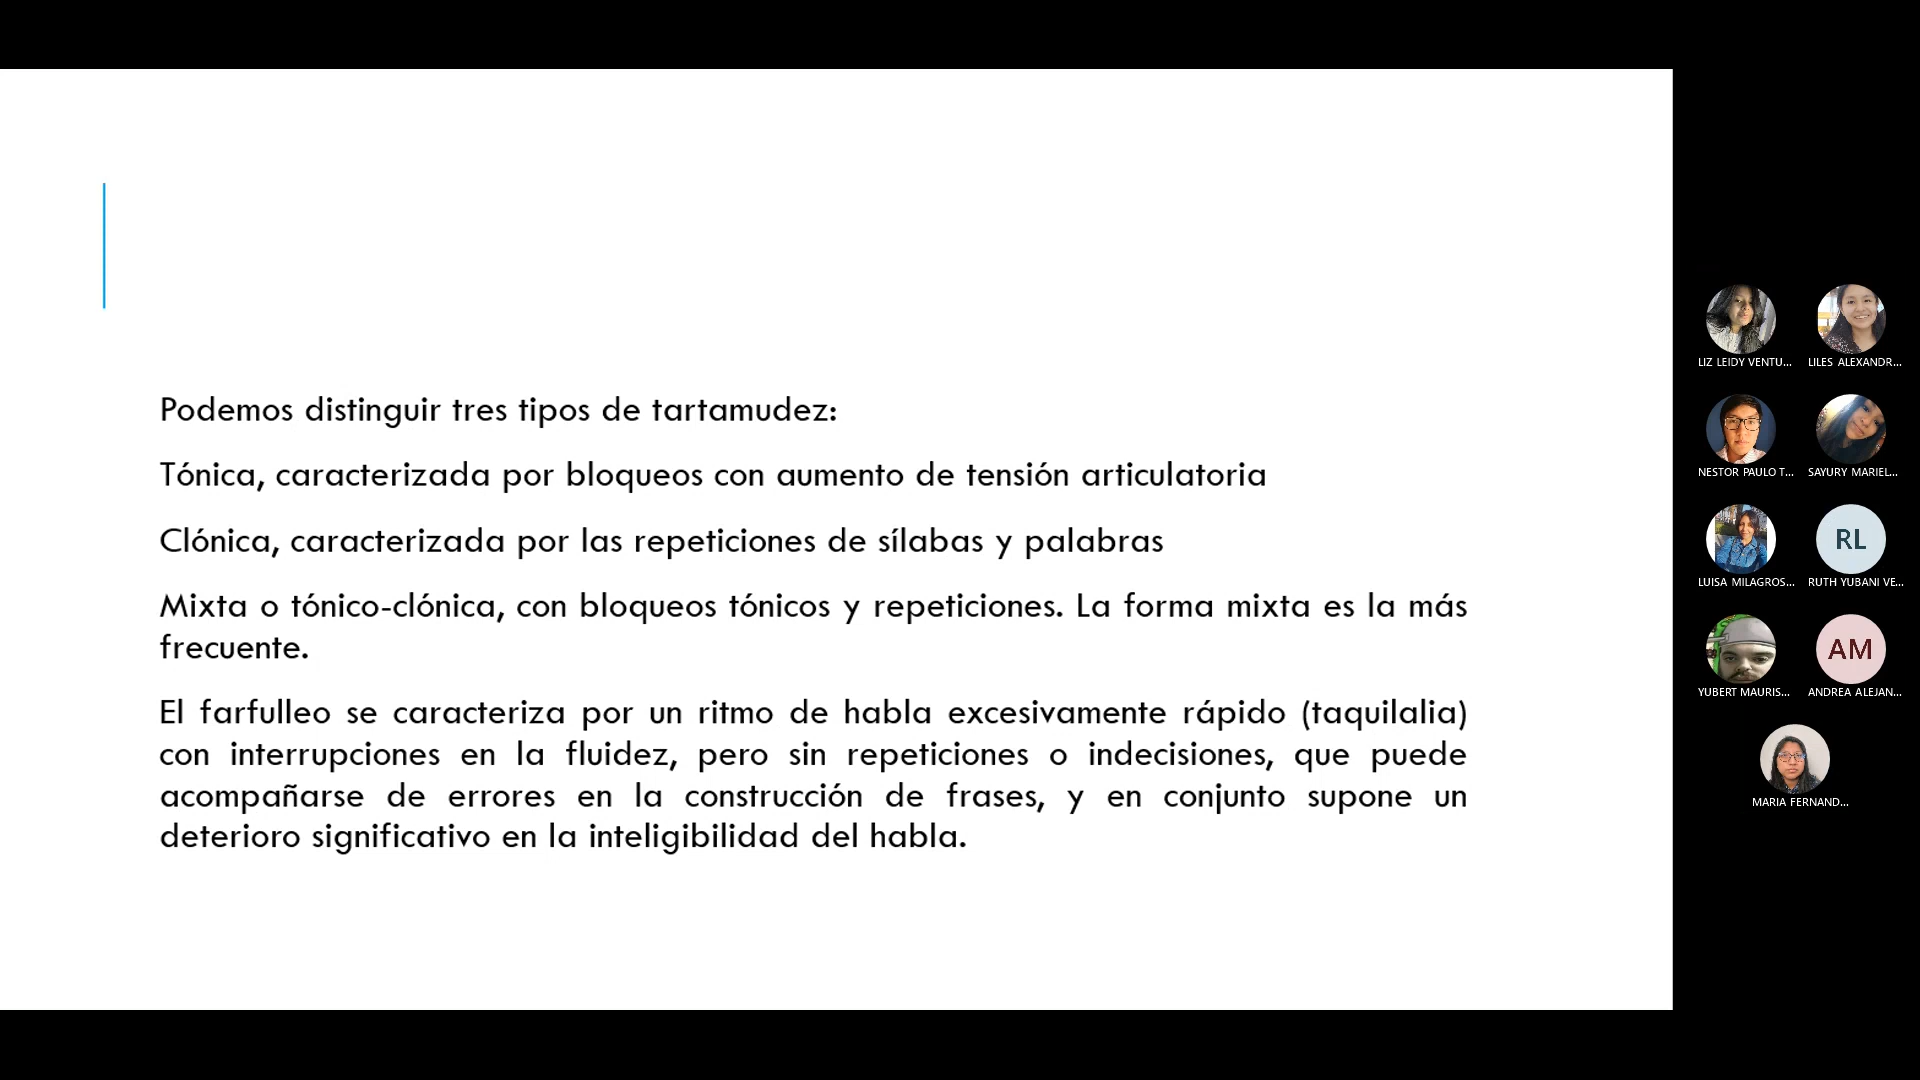 Podemos distinguir tres tipos de tartamudez:
Tónica, caracterizada por bloqueos con aumento de tensión articulatoria
Clónica, caracterizada por las repeticiones de sílabas y palabras
Mixta o tónico-clónica, con bloqueos tónicos y repeticiones. La forma mixta es la más
frecuente.
El farfulleo se caracteriza por un ritmo de habla excesivamente rápido (taquilalia)
con interrupciones en la fluidez, pero sin repeticiones o indecisiones, que puede
acompañarse de errores en la construcción de frases, y en conjunto supone un
deterioro significativo en la inteligibilidad del habla.
LIZ LEIDY VENTU...
LILES ALEXANDR...
NESTOR PAULO T...
SAYURY MARIEL...
LUISA MILAGROS...
RL
RUTH YUBANI VE...
YUBERT MAURIS...
AM
ANDREA ALEJAN...
MARIA FERNAND...